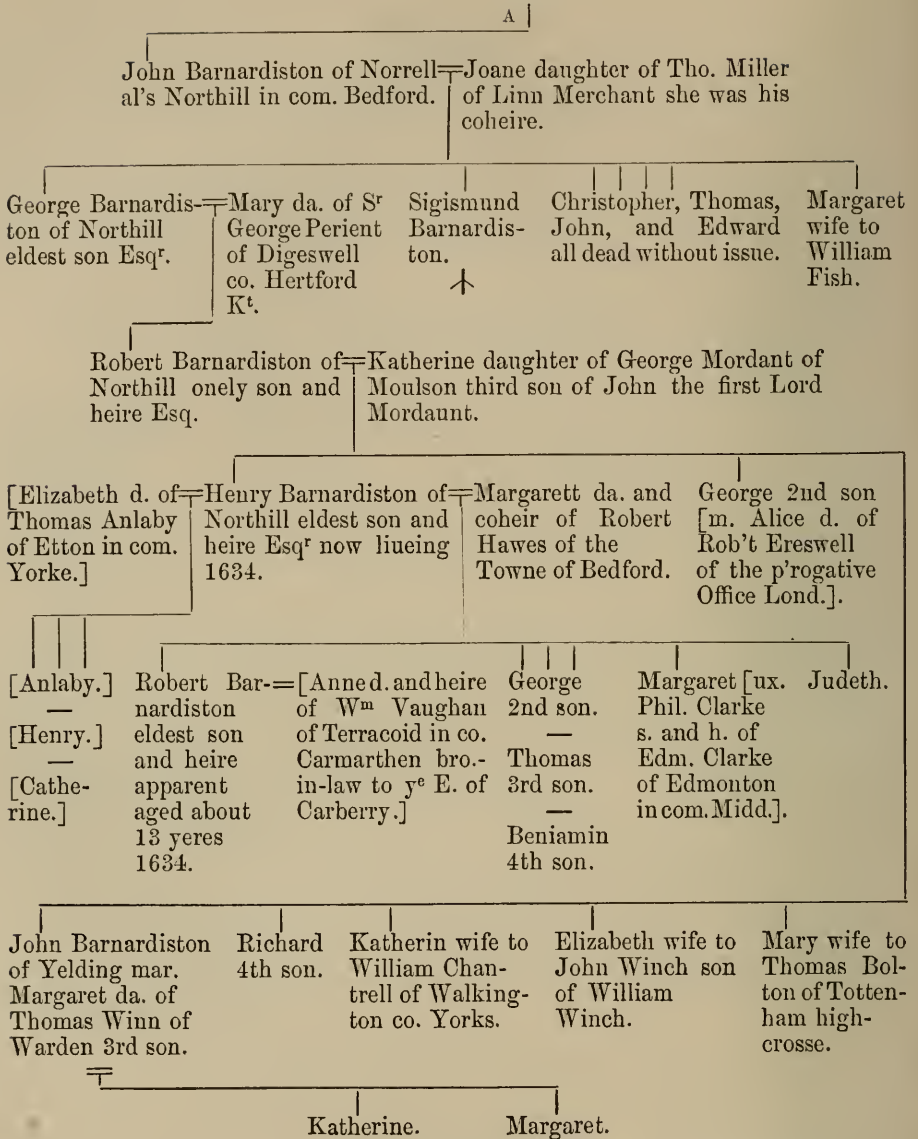 A
John Barnardiston of Norrell
al's Northill in com. Bedford.
Joane daughter of Tho. Miller
of Linn Merchant she was his
coheire.
George Barnardis-
ton of Northill
eldest son Esqʳ.
Mary da. of Sʳ
George Perient
of Digeswell
co. Hertford
Kᵗ.
Sigismund
Barnardis-
ton.
Christopher, Thomas,
John, and Edward
all dead without issue.
Margaret
wife to
William
Fish.
Robert Barnardiston of
Northill onely son and
heire Esq.
Katherine daughter of George Mordant of
Moulson third son of John the first Lord
Mordaunt.
[Elizabeth d. of
Thomas Anlaby
of Etton in com.
Yorke.]
Henry Barnardiston of
Northill eldest son and
heire Esqʳ now liueing
1634.
Margarett da. and
coheir of Robert
Hawes of the
Towne of Bedford.
George 2nd son
[m. Alice d. of
Rob't Ereswell
of the p'rogative
Office Lond.].
[Anlaby.]
—
[Henry.]
—
[Cathe-
rine.]
Robert Bar-
nardiston
eldest son
and heire
apparent
aged about
13 yeres
1634.
[Anne d. and heire
of Wᵐ Vaughan
of Terracoid in co.
Carmarthen bro.-
in-law to yᵉ E. of
Carberry.]
George
2nd son.
—
Thomas
3rd son.
—
Beniamin
4th son.
Margaret [ux.
Phil. Clarke
s. and h. of
Edm. Clarke
of Edmonton
in com. Midd.].
Judeth.
John Barnardiston
of Yelding mar.
Margaret da. of
Thomas Winn of
Warden 3rd son.
Richard
4th son.
Katherin wife to
William Chan-
trell of Walking-
ton co. Yorks.
Elizabeth wife to
John Winch son
of William
Winch.
Mary wife to
Thomas Bol-
ton of Totten-
ham high-
crosse.
Katherine.
Margaret.